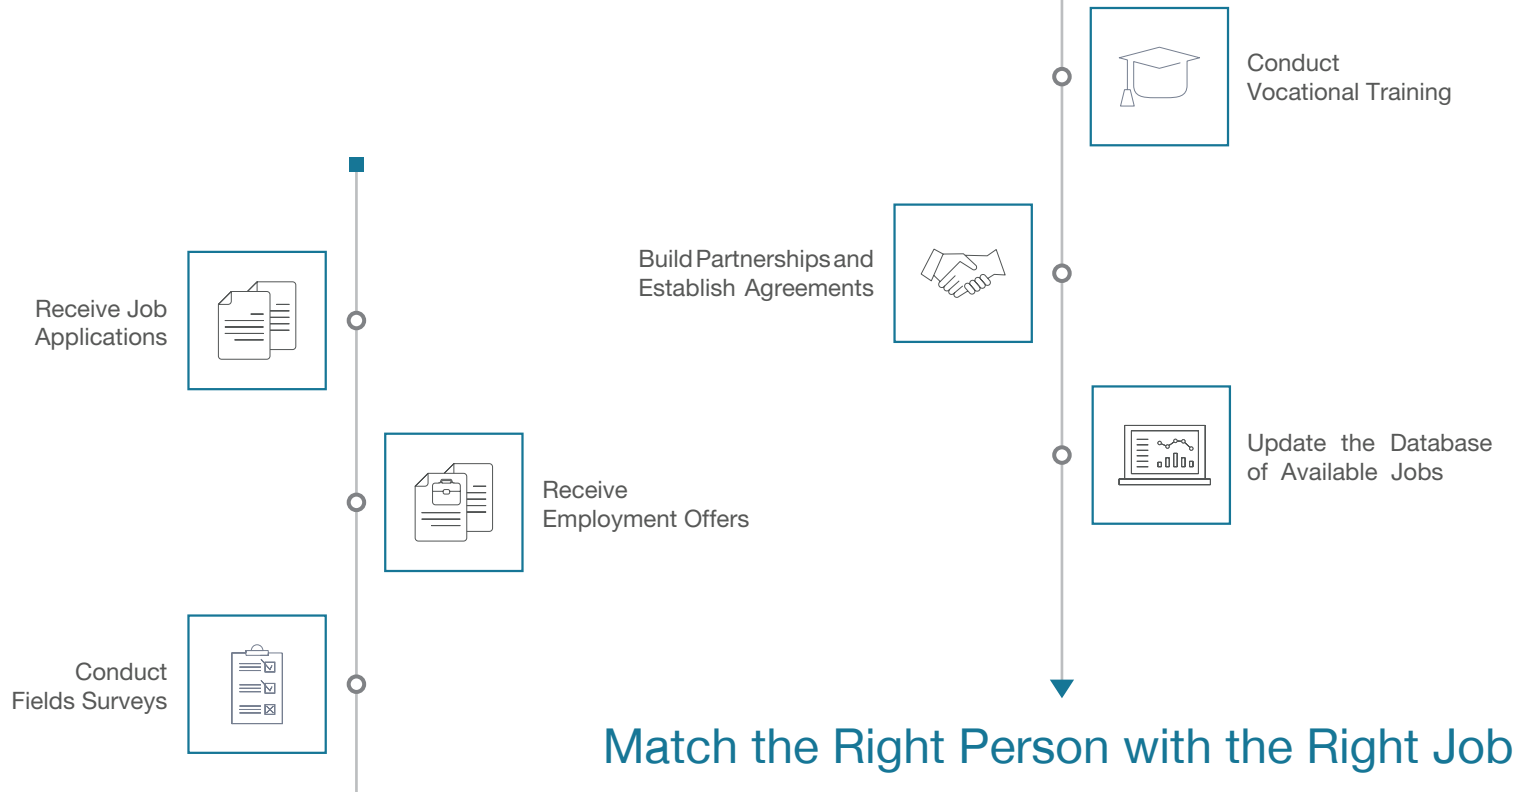 Receive Job
Applications
Receive
Employment Offers
Conduct
Fields Surveys
Conduct
Vocational Training
Build Partnerships and
Establish Agreements
Update the Database
of Available Jobs
Match the Right Person with the Right Job